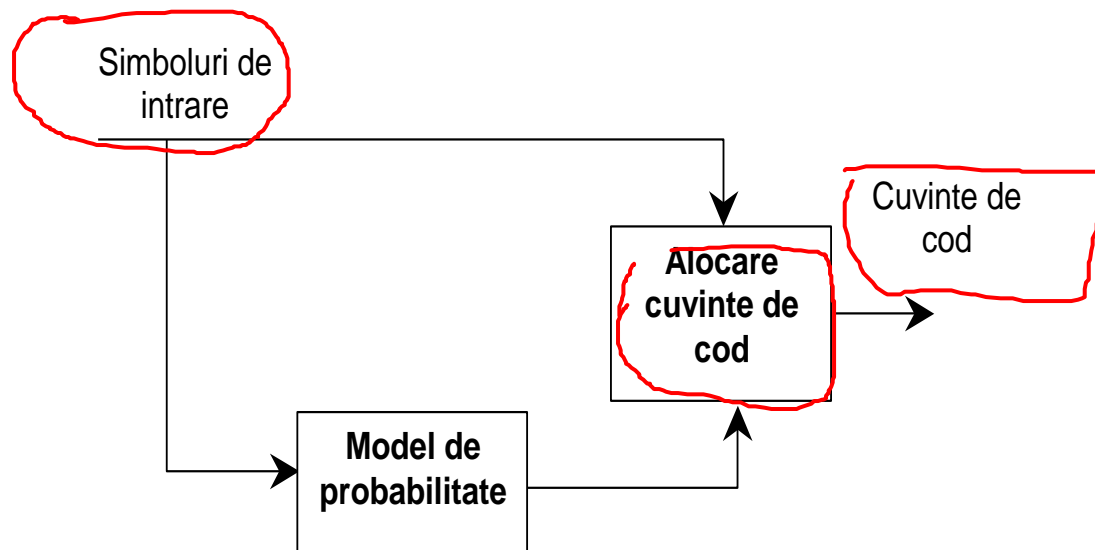 Simboluri de
intrare
Cuvinte de
cod
Alocare
cuvinte de
cod
Model de
probabilitate